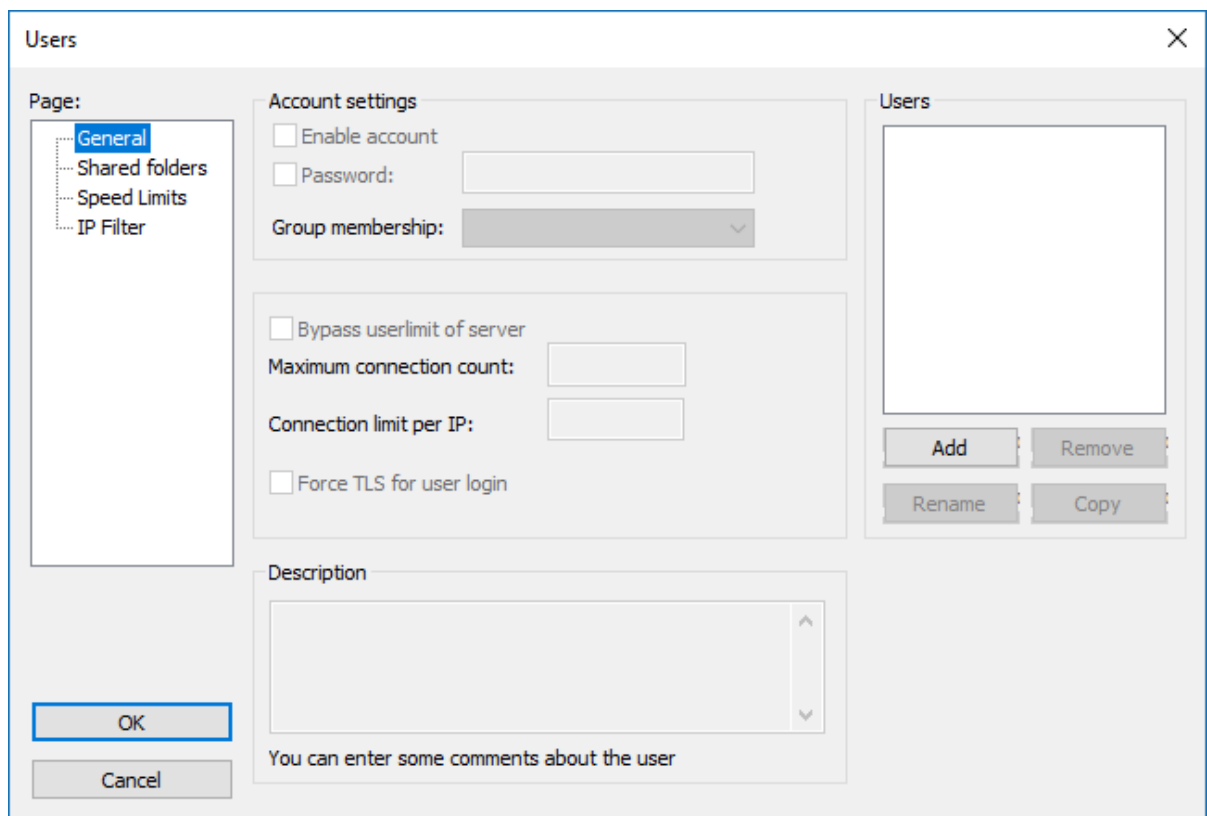 Users
Page:
General
Shared folders
Speed Limits
IP Filter
OK
Cancel
Account settings
Enable account
Password:
Group membership:
Bypass userlimit of server
Maximum connection count:
Connection limit per IP:
Force TLS for user login
Description
You can enter some comments about the user
Users
Add
Remove
Rename
Copy